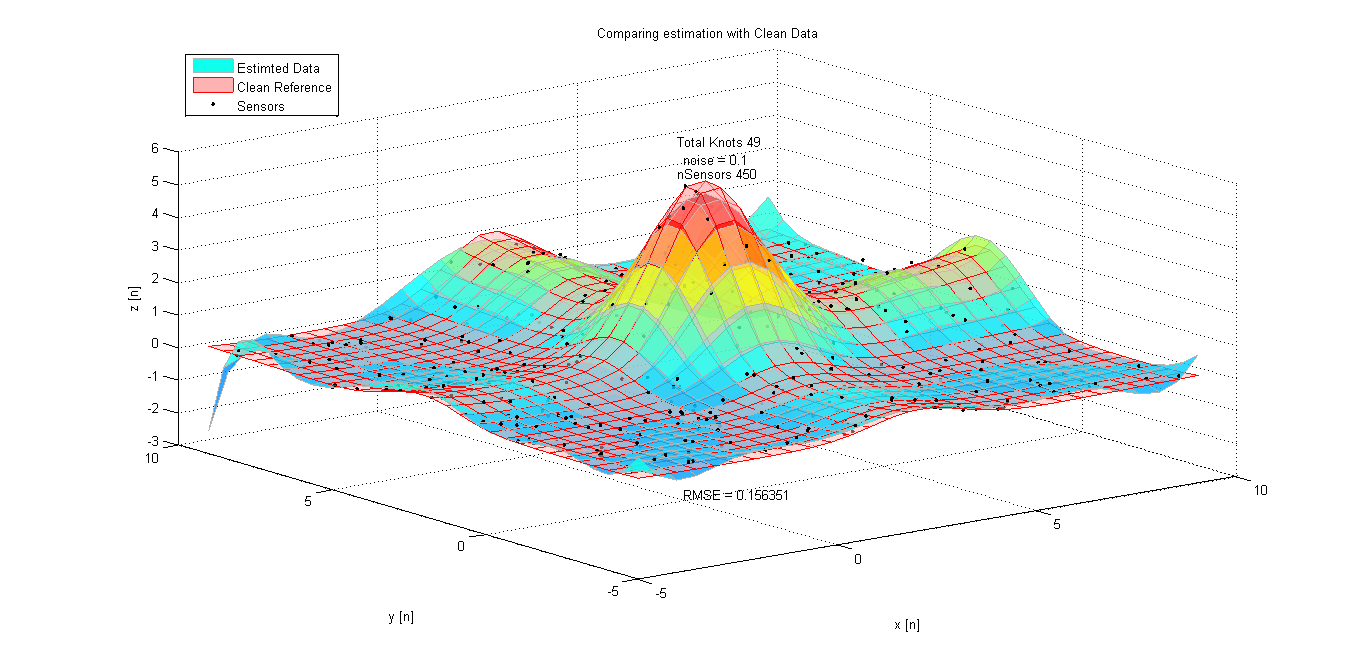 Comparing estimation with Clean Data
Estimted Data
Clean Reference
Sensors
Total Knots 49
noise = 0.1
nSensors 450
6
5
4
3
2
1
0
-1
-2
-3
z [n]
10
5
0
-5
y [n]
-5
0
5
10
x [n]
RMSE = 0.156351